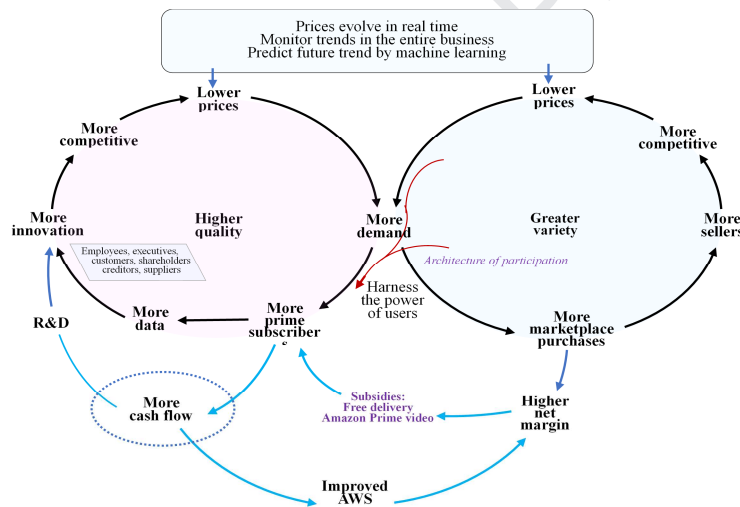 Prices evolve in real time
Monitor trends in the entire business
Predict future trend by machine learning
Lower
prices
Lower
prices
More
competitive
More
competitive
More
innovation
Higher
quality
More
demand
Greater
variety
More
sellers
Employees, executives,
customers, shareholders
creditors, suppliers
Architecture of participation
Harness
the power
of users
R&D
More
data
More
prime
subscriber
s
More
marketplace
purchases
More
cash flow
Subsidies:
Free delivery
Amazon Prime video
Higher
net
margin
Improved
AWS